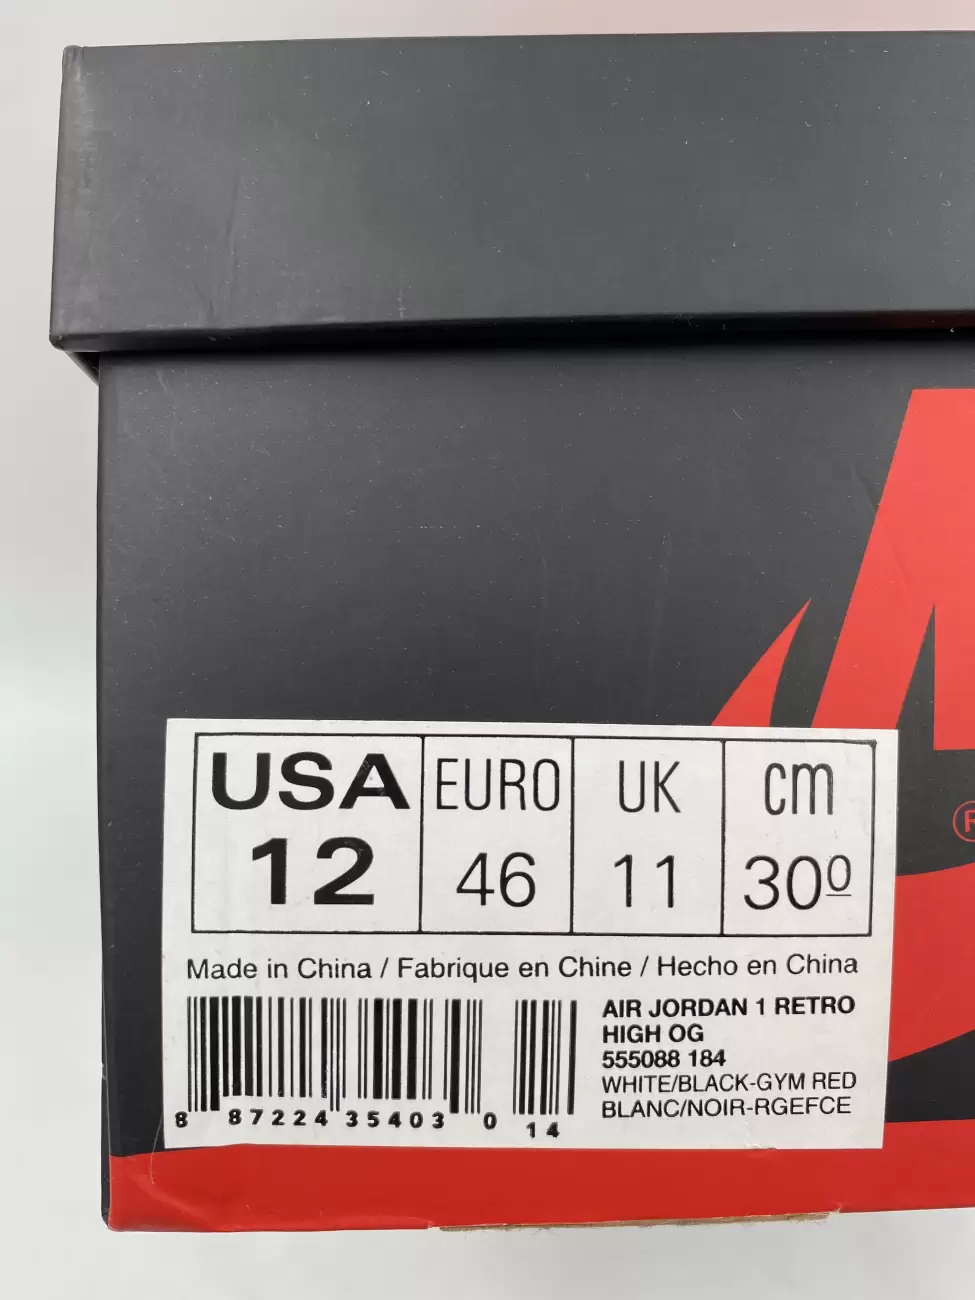 USA EURO UK cm
12 46 11 30º
Made in China / Fabrique en Chine / Hecho en China
AIR JORDAN 1 RETRO
HIGH OG
555088 184
WHITE/BLACK-GYM RED
BLANC/NOIR-RGEFCE
8 87224 35403 0 14
®